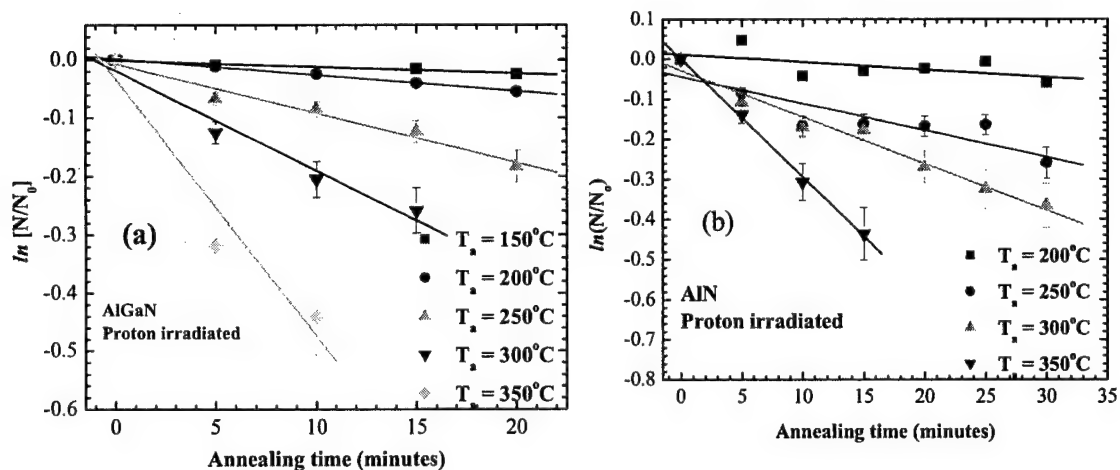 0.0
-0.1
-0.2
-0.3
-0.4
-0.5
-0.6
ln [N/N₀]
(a)
AlGaN
Proton irradiated
Tₐ = 150°C
Tₐ = 200°C
Tₐ = 250°C
Tₐ = 300°C
Tₐ = 350°C
0 5 10 15 20
Annealing time (minutes)
0.1
0.0
-0.1
-0.2
-0.3
-0.4
-0.5
-0.6
-0.7
-0.8
ln(N/N₀)
(b)
AlN
Proton irradiated
Tₐ = 200°C
Tₐ = 250°C
Tₐ = 300°C
Tₐ = 350°C
0 5 10 15 20 25 30 35
Annealing time (minutes)